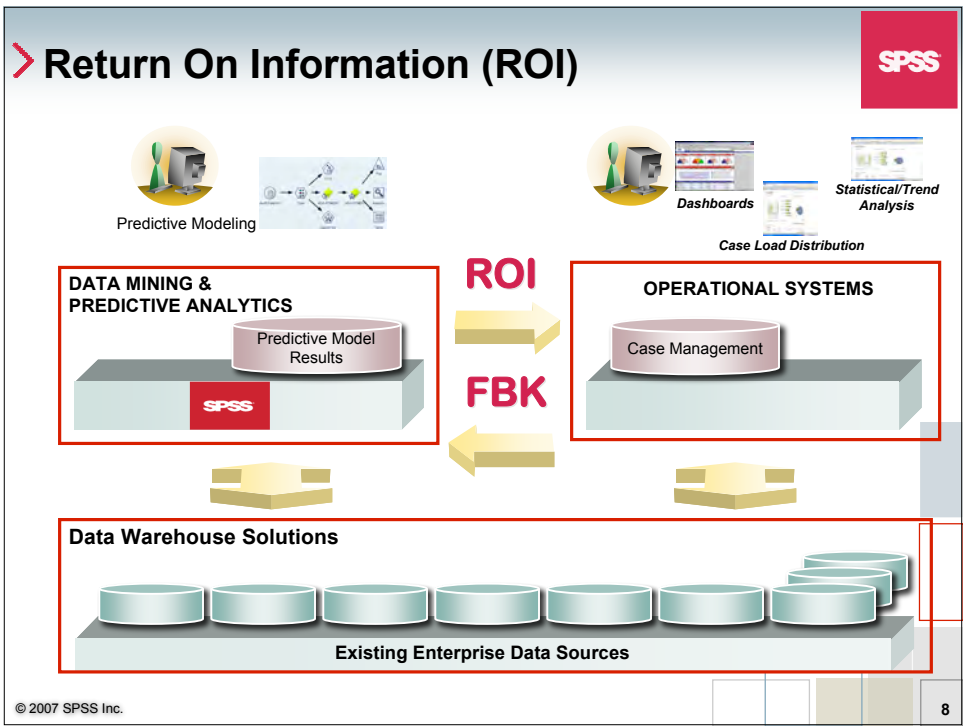 Return On Information (ROI)
SPSS
Predictive Modeling
Dashboards
Statistical/Trend
Analysis
Case Load Distribution
DATA MINING &
PREDICTIVE ANALYTICS
Predictive Model
Results
SPSS
ROI
FBK
OPERATIONAL SYSTEMS
Case Management
Data Warehouse Solutions
Existing Enterprise Data Sources
© 2007 SPSS Inc.
8